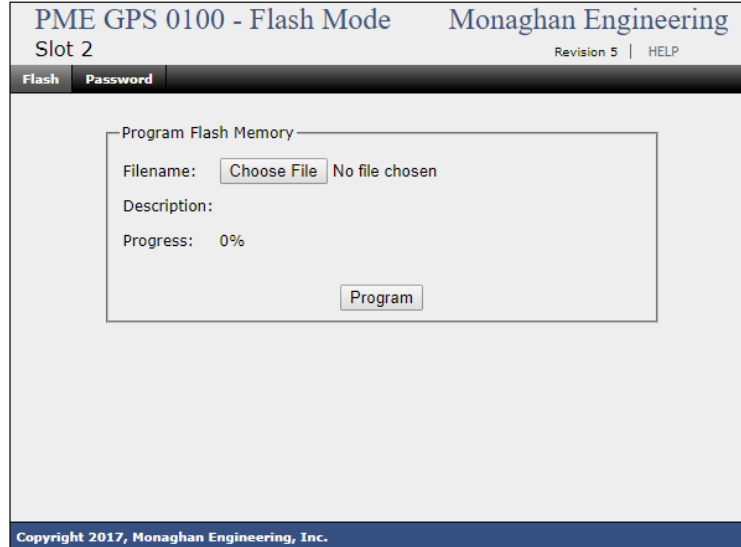 PME GPS 0100 - Flash Mode Monaghan Engineering
Slot 2 Revision 5 | HELP
Flash Password
Program Flash Memory
Filename: Choose File No file chosen
Description:
Progress: 0%
Program
Copyright 2017, Monaghan Engineering, Inc.